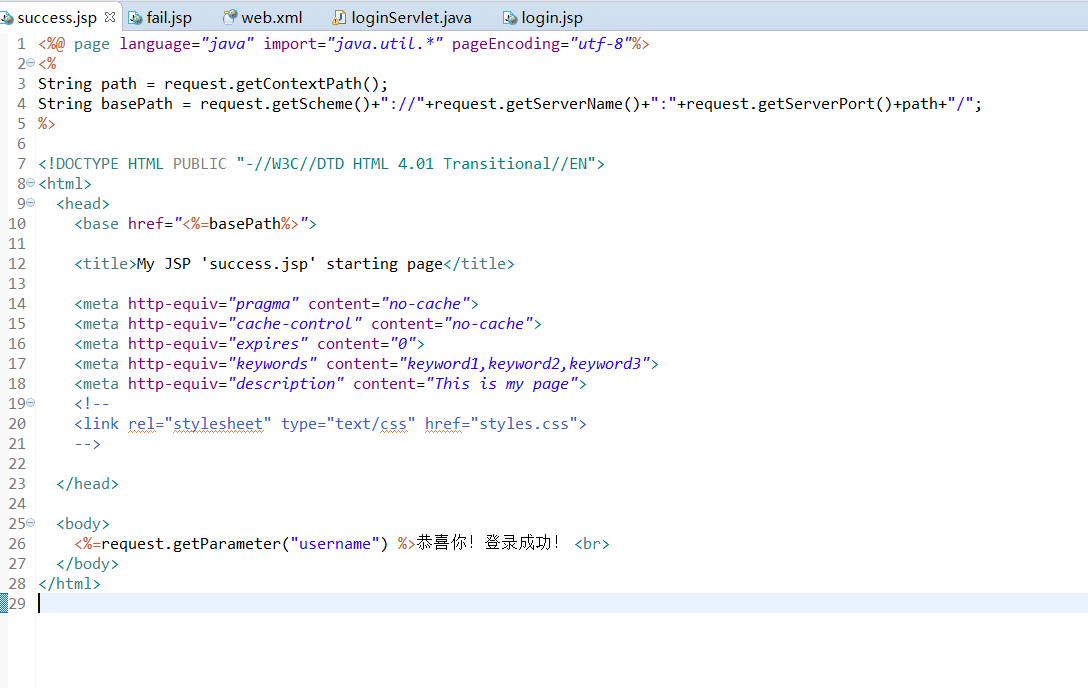 success.jsp fail.jsp web.xml loginServlet.java login.jsp
1 <%@ page language="java" import="java.util.*" pageEncoding="utf-8"%>
2 <%
3 String path = request.getContextPath();
4 String basePath = request.getScheme()+"://"+request.getServerName()+":"+request.getServerPort()+path+"/";
5 %>
6
7 <!DOCTYPE HTML PUBLIC "-//W3C//DTD HTML 4.01 Transitional//EN">
8 <html>
9   <head>
10     <base href="<%=basePath%>">
11
12     <title>My JSP 'success.jsp' starting page</title>
13
14     <meta http-equiv="pragma" content="no-cache">
15     <meta http-equiv="cache-control" content="no-cache">
16     <meta http-equiv="expires" content="0">
17     <meta http-equiv="keywords" content="keyword1,keyword2,keyword3">
18     <meta http-equiv="description" content="This is my page">
19     <!--
20     <link rel="stylesheet" type="text/css" href="styles.css">
21     -->
22
23   </head>
24
25   <body>
26     <%=request.getParameter("username") %>恭喜你！登录成功！ <br>
27   </body>
28 </html>
29